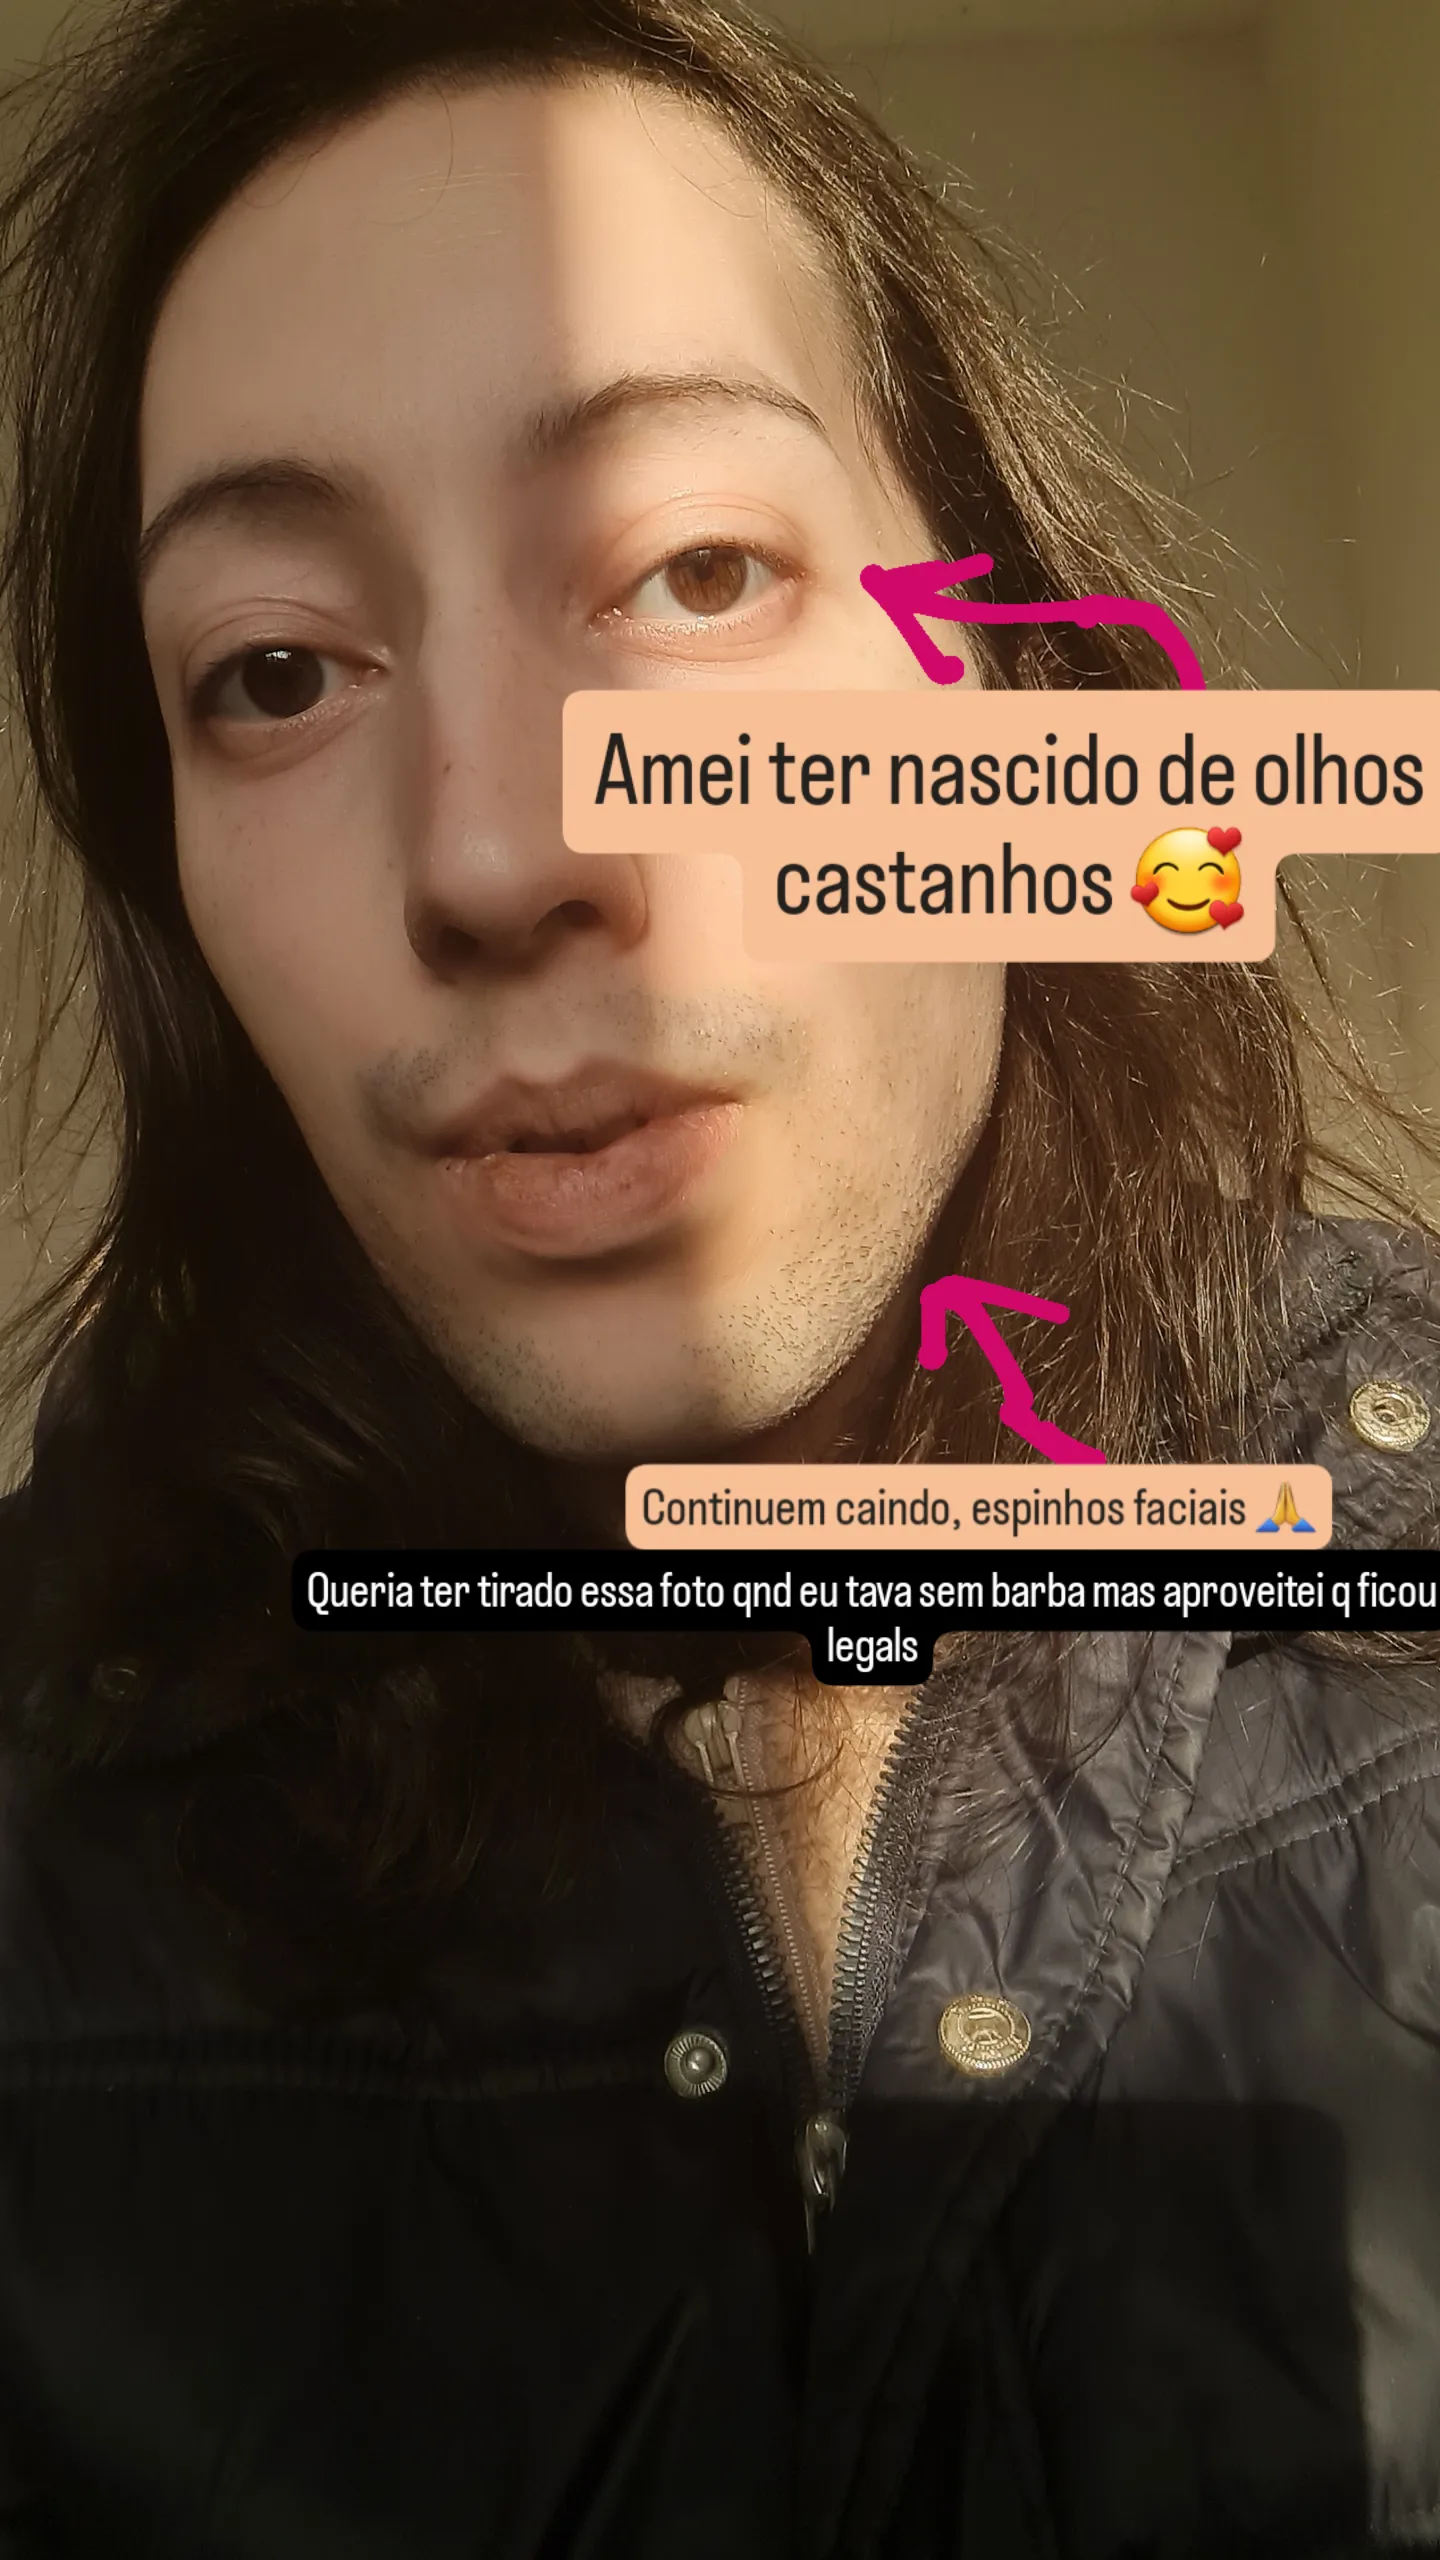 Amei ter nascido de olhos
castanhos 🥰
Continuem caindo, espinhos faciais 🙏
Queria ter tirado essa foto qnd eu tava sem barba mas aproveitei q ficou
legals